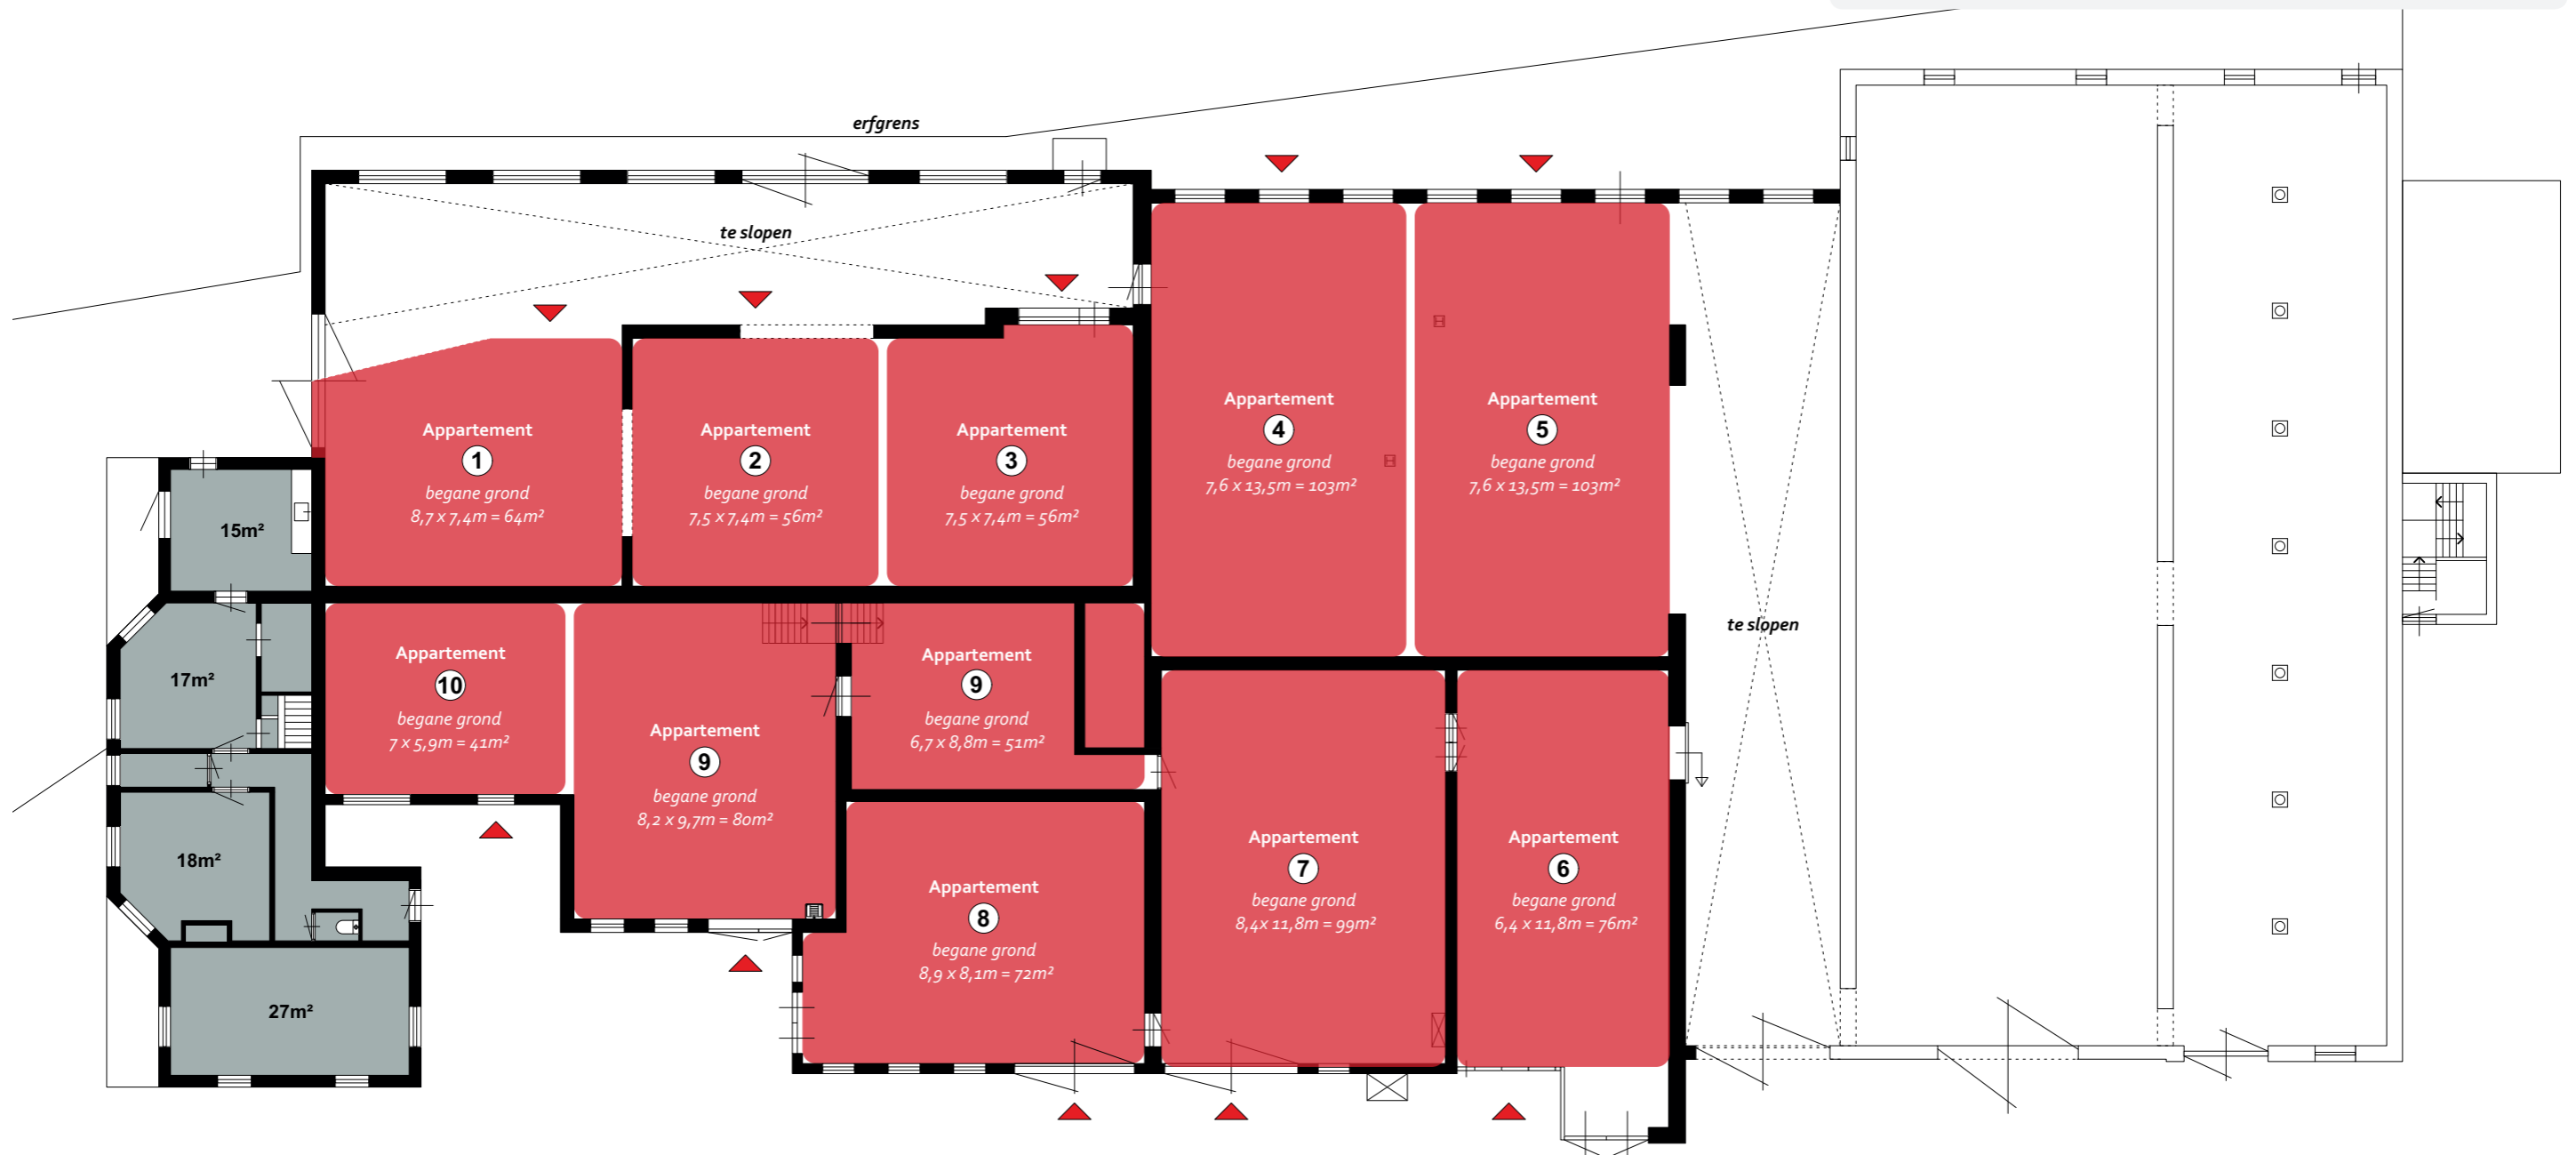 erfgrens
te slopen
Appartement
1
begane grond
8,7 x 7,4m = 64m²
Appartement
2
begane grond
7,5 x 7,4m = 56m²
Appartement
3
begane grond
7,5 x 7,4m = 56m²
Appartement
4
begane grond
7,6 x 13,5m = 103m²
Appartement
5
begane grond
7,6 x 13,5m = 103m²
te slopen
15m²
17m²
18m²
27m²
Appartement
10
begane grond
7 x 5,9m = 41m²
Appartement
9
begane grond
8,2 x 9,7m = 80m²
Appartement
9
begane grond
6,7 x 8,8m = 51m²
Appartement
8
begane grond
8,9 x 8,1m = 72m²
Appartement
7
begane grond
8,4x 11,8m = 99m²
Appartement
6
begane grond
6,4 x 11,8m = 76m²